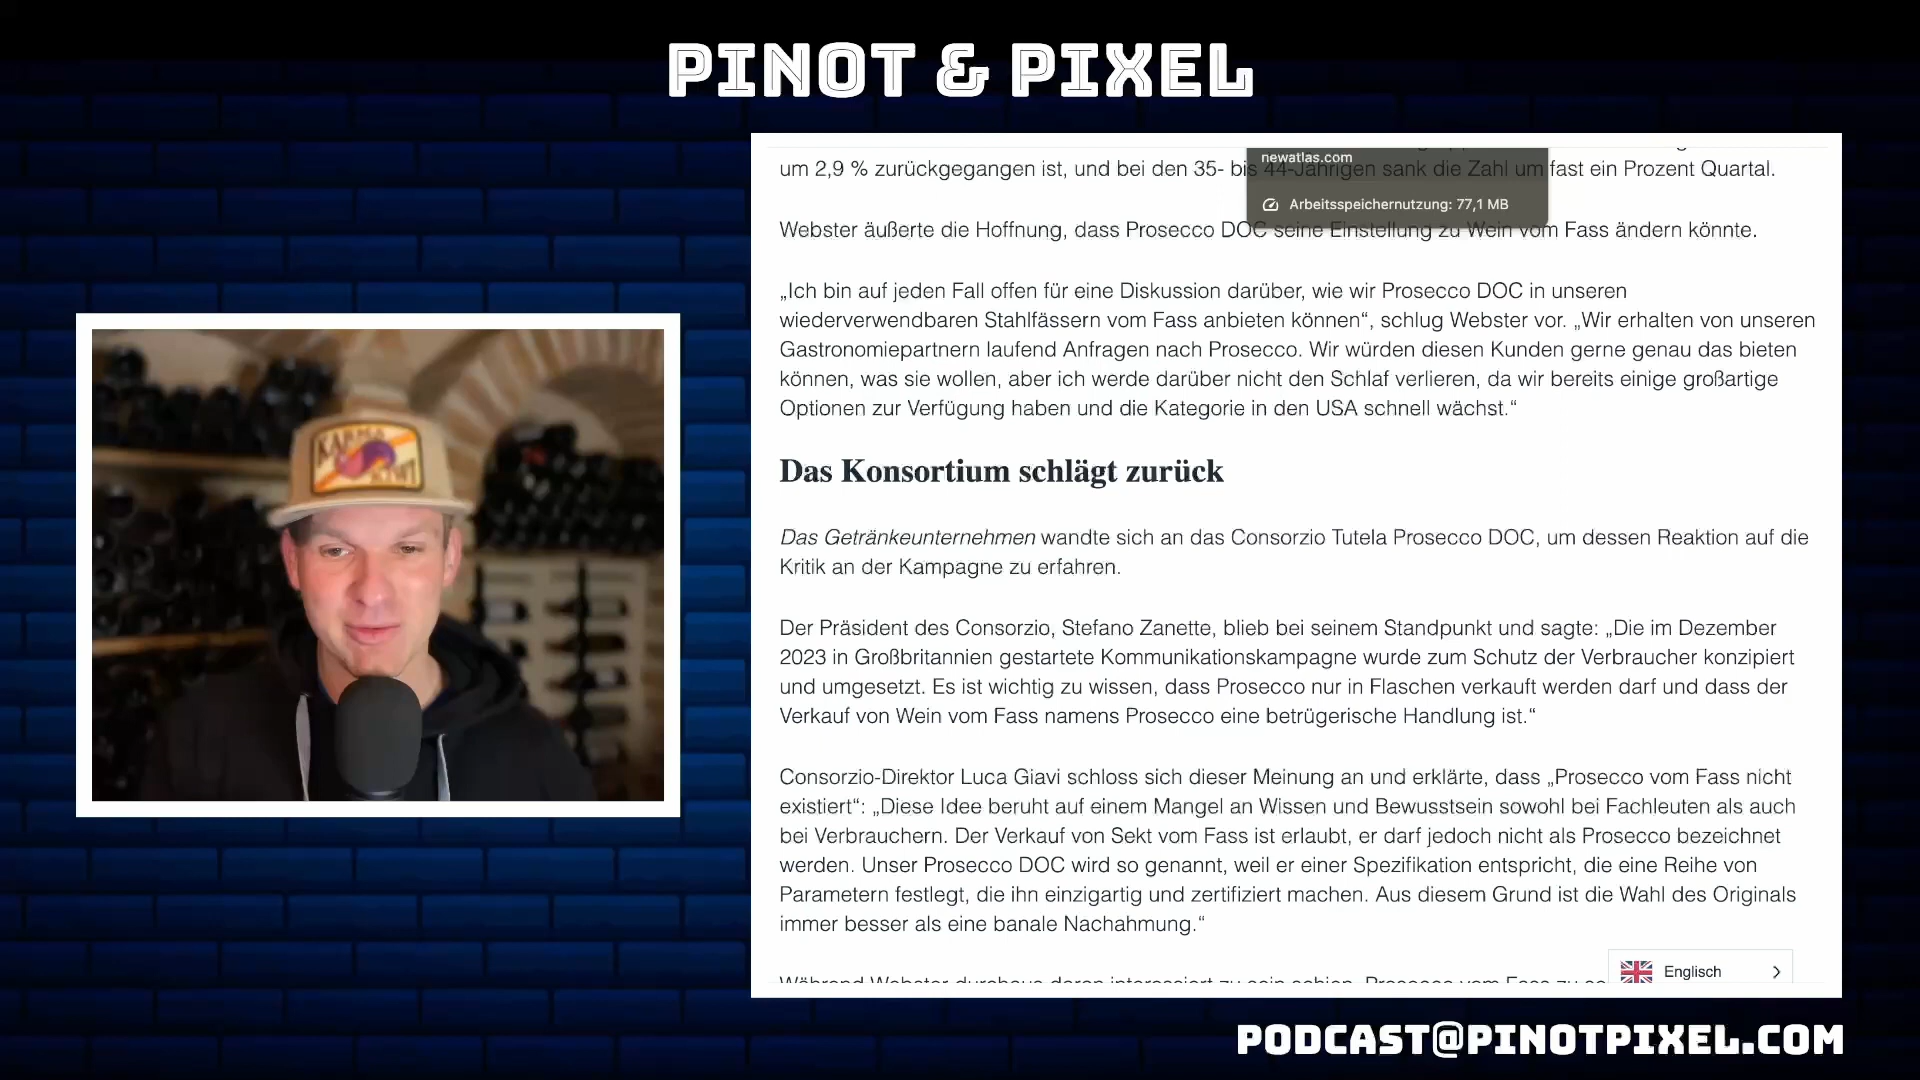 PINOT & PIXEL
newatlas.com
um 2,9 % zurückgegangen ist, und bei den 35- bis 44-Jährigen sank die Zahl um fast ein Prozent Quartal.
Arbeitsspeichernutzung: 77,1 MB
Webster äußerte die Hoffnung, dass Prosecco DOC seine Einstellung zu Wein vom Fass ändern könnte.
„Ich bin auf jeden Fall offen für eine Diskussion darüber, wie wir Prosecco DOC in unseren
wiederverwendbaren Stahlfässern vom Fass anbieten können“, schlug Webster vor. „Wir erhalten von unseren
Gastronomiepartnern laufend Anfragen nach Prosecco. Wir würden diesen Kunden gerne genau das bieten
können, was sie wollen, aber ich werde darüber nicht den Schlaf verlieren, da wir bereits einige großartige
Optionen zur Verfügung haben und die Kategorie in den USA schnell wächst.“
Das Konsortium schlägt zurück
Das Getränkeunternehmen wandte sich an das Consorzio Tutela Prosecco DOC, um dessen Reaktion auf die
Kritik an der Kampagne zu erfahren.
Der Präsident des Consorzio, Stefano Zanette, blieb bei seinem Standpunkt und sagte: „Die im Dezember
2023 in Großbritannien gestartete Kommunikationskampagne wurde zum Schutz der Verbraucher konzipiert
und umgesetzt. Es ist wichtig zu wissen, dass Prosecco nur in Flaschen verkauft werden darf und dass der
Verkauf von Wein vom Fass namens Prosecco eine betrügerische Handlung ist.“
Consorzio-Direktor Luca Giavi schloss sich dieser Meinung an und erklärte, dass „Prosecco vom Fass nicht
existiert“: „Diese Idee beruht auf einem Mangel an Wissen und Bewusstsein sowohl bei Fachleuten als auch
bei Verbrauchern. Der Verkauf von Sekt vom Fass ist erlaubt, er darf jedoch nicht als Prosecco bezeichnet
werden. Unser Prosecco DOC wird so genannt, weil er einer Spezifikation entspricht, die eine Reihe von
Parametern festlegt, die ihn einzigartig und zertifiziert machen. Aus diesem Grund ist die Wahl des Originals
immer besser als eine banale Nachahmung.“
Während Webster durchaus daran interessiert zu sein schien, Prosecco vom Fass zu
Englisch
KARMA
PODCAST@PINOTPIXEL.COM